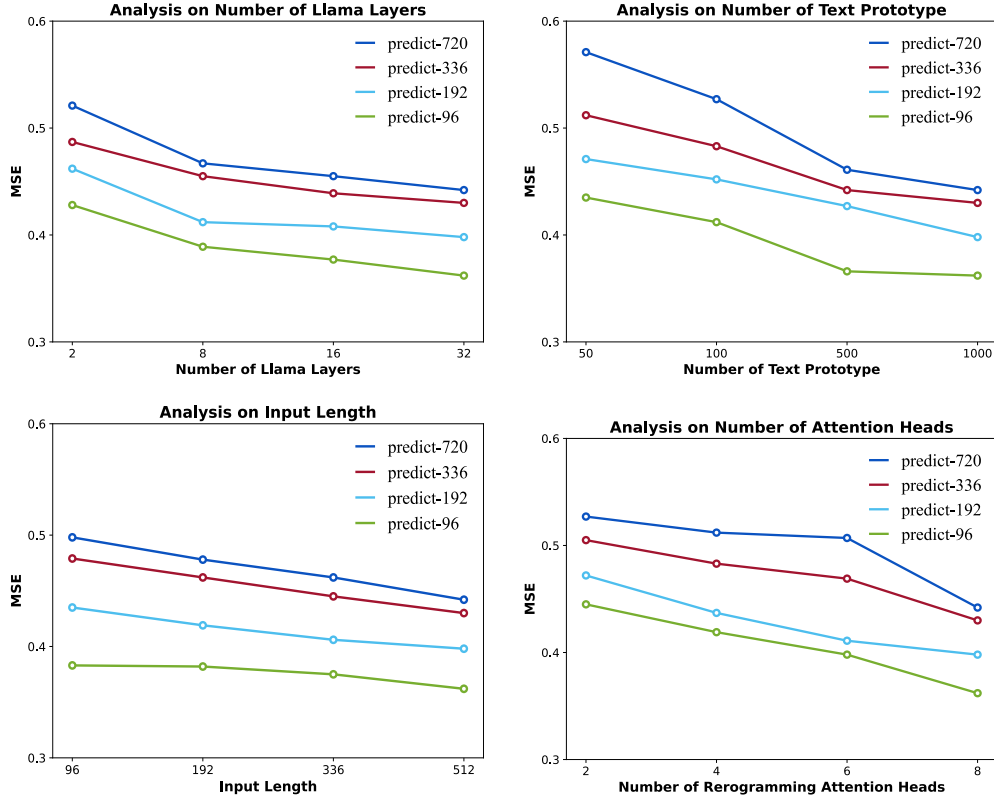 Analysis on Number of Llama Layers
0.6
0.5
0.4
0.3
MSE
predict-720
predict-336
predict-192
predict-96
2 8 16 32
Number of Llama Layers
Analysis on Number of Text Prototype
0.6
0.5
0.4
0.3
MSE
predict-720
predict-336
predict-192
predict-96
50 100 500 1000
Number of Text Prototype
Analysis on Input Length
0.6
0.5
0.4
0.3
MSE
predict-720
predict-336
predict-192
predict-96
96 192 336 512
Input Length
Analysis on Number of Attention Heads
0.6
0.5
0.4
0.3
MSE
predict-720
predict-336
predict-192
predict-96
2 4 6 8
Number of Rerogramming Attention Heads